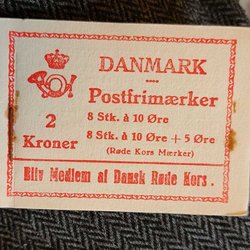 DANMARK
Postfrimærker
2 Kroner
8 Stk. à 10 Øre
8 Stk. à 10 Øre + 5 Øre
(Røde Kors Mærker)
Bliv Medlem af Dansk Røde Kors.